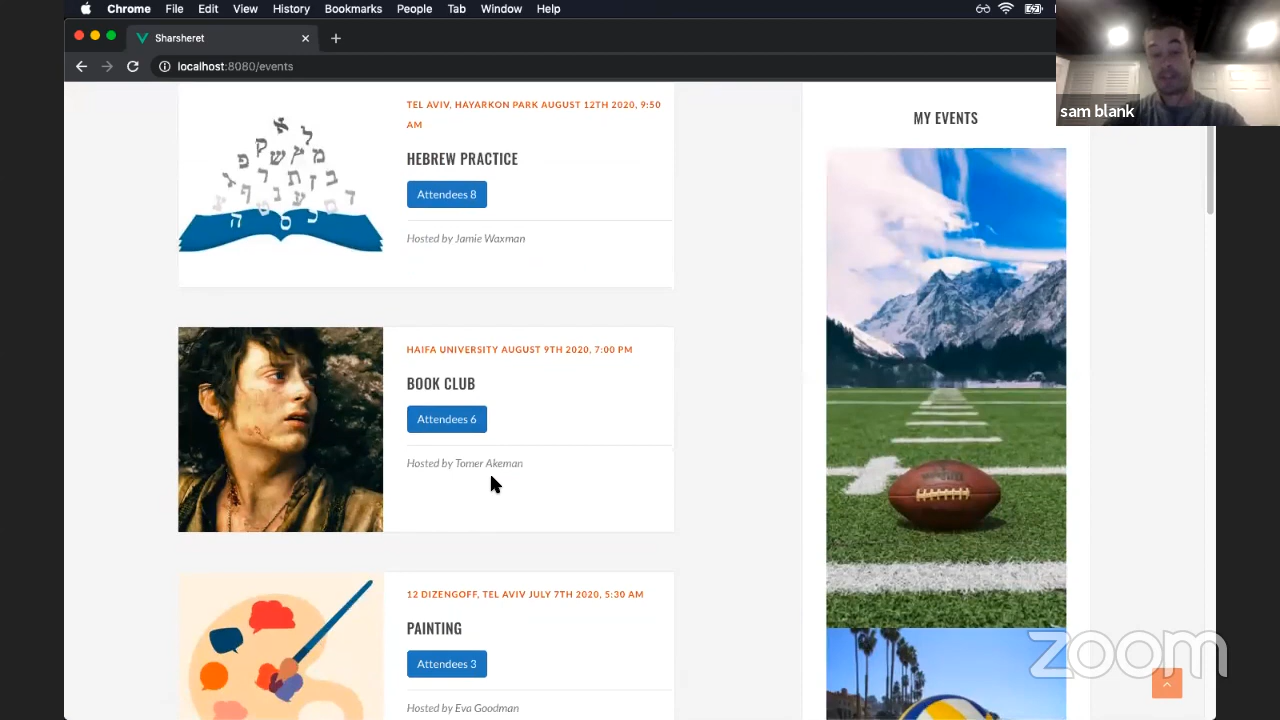 Chrome File Edit View History Bookmarks People Tab Window Help
Sharsheret
localhost:8080/events
sam blank
TEL AVIV, HAYARKON PARK AUGUST 12TH 2020, 9:50
AM
HEBREW PRACTICE
Attendees 8
Hosted by Jamie Waxman
HAIFA UNIVERSITY AUGUST 9TH 2020, 7:00 PM
BOOK CLUB
Attendees 6
Hosted by Tomer Akeman
12 DIZENGOFF, TEL AVIV JULY 7TH 2020, 5:30 AM
PAINTING
Attendees 3
Hosted by Eva Goodman
MY EVENTS
zoom